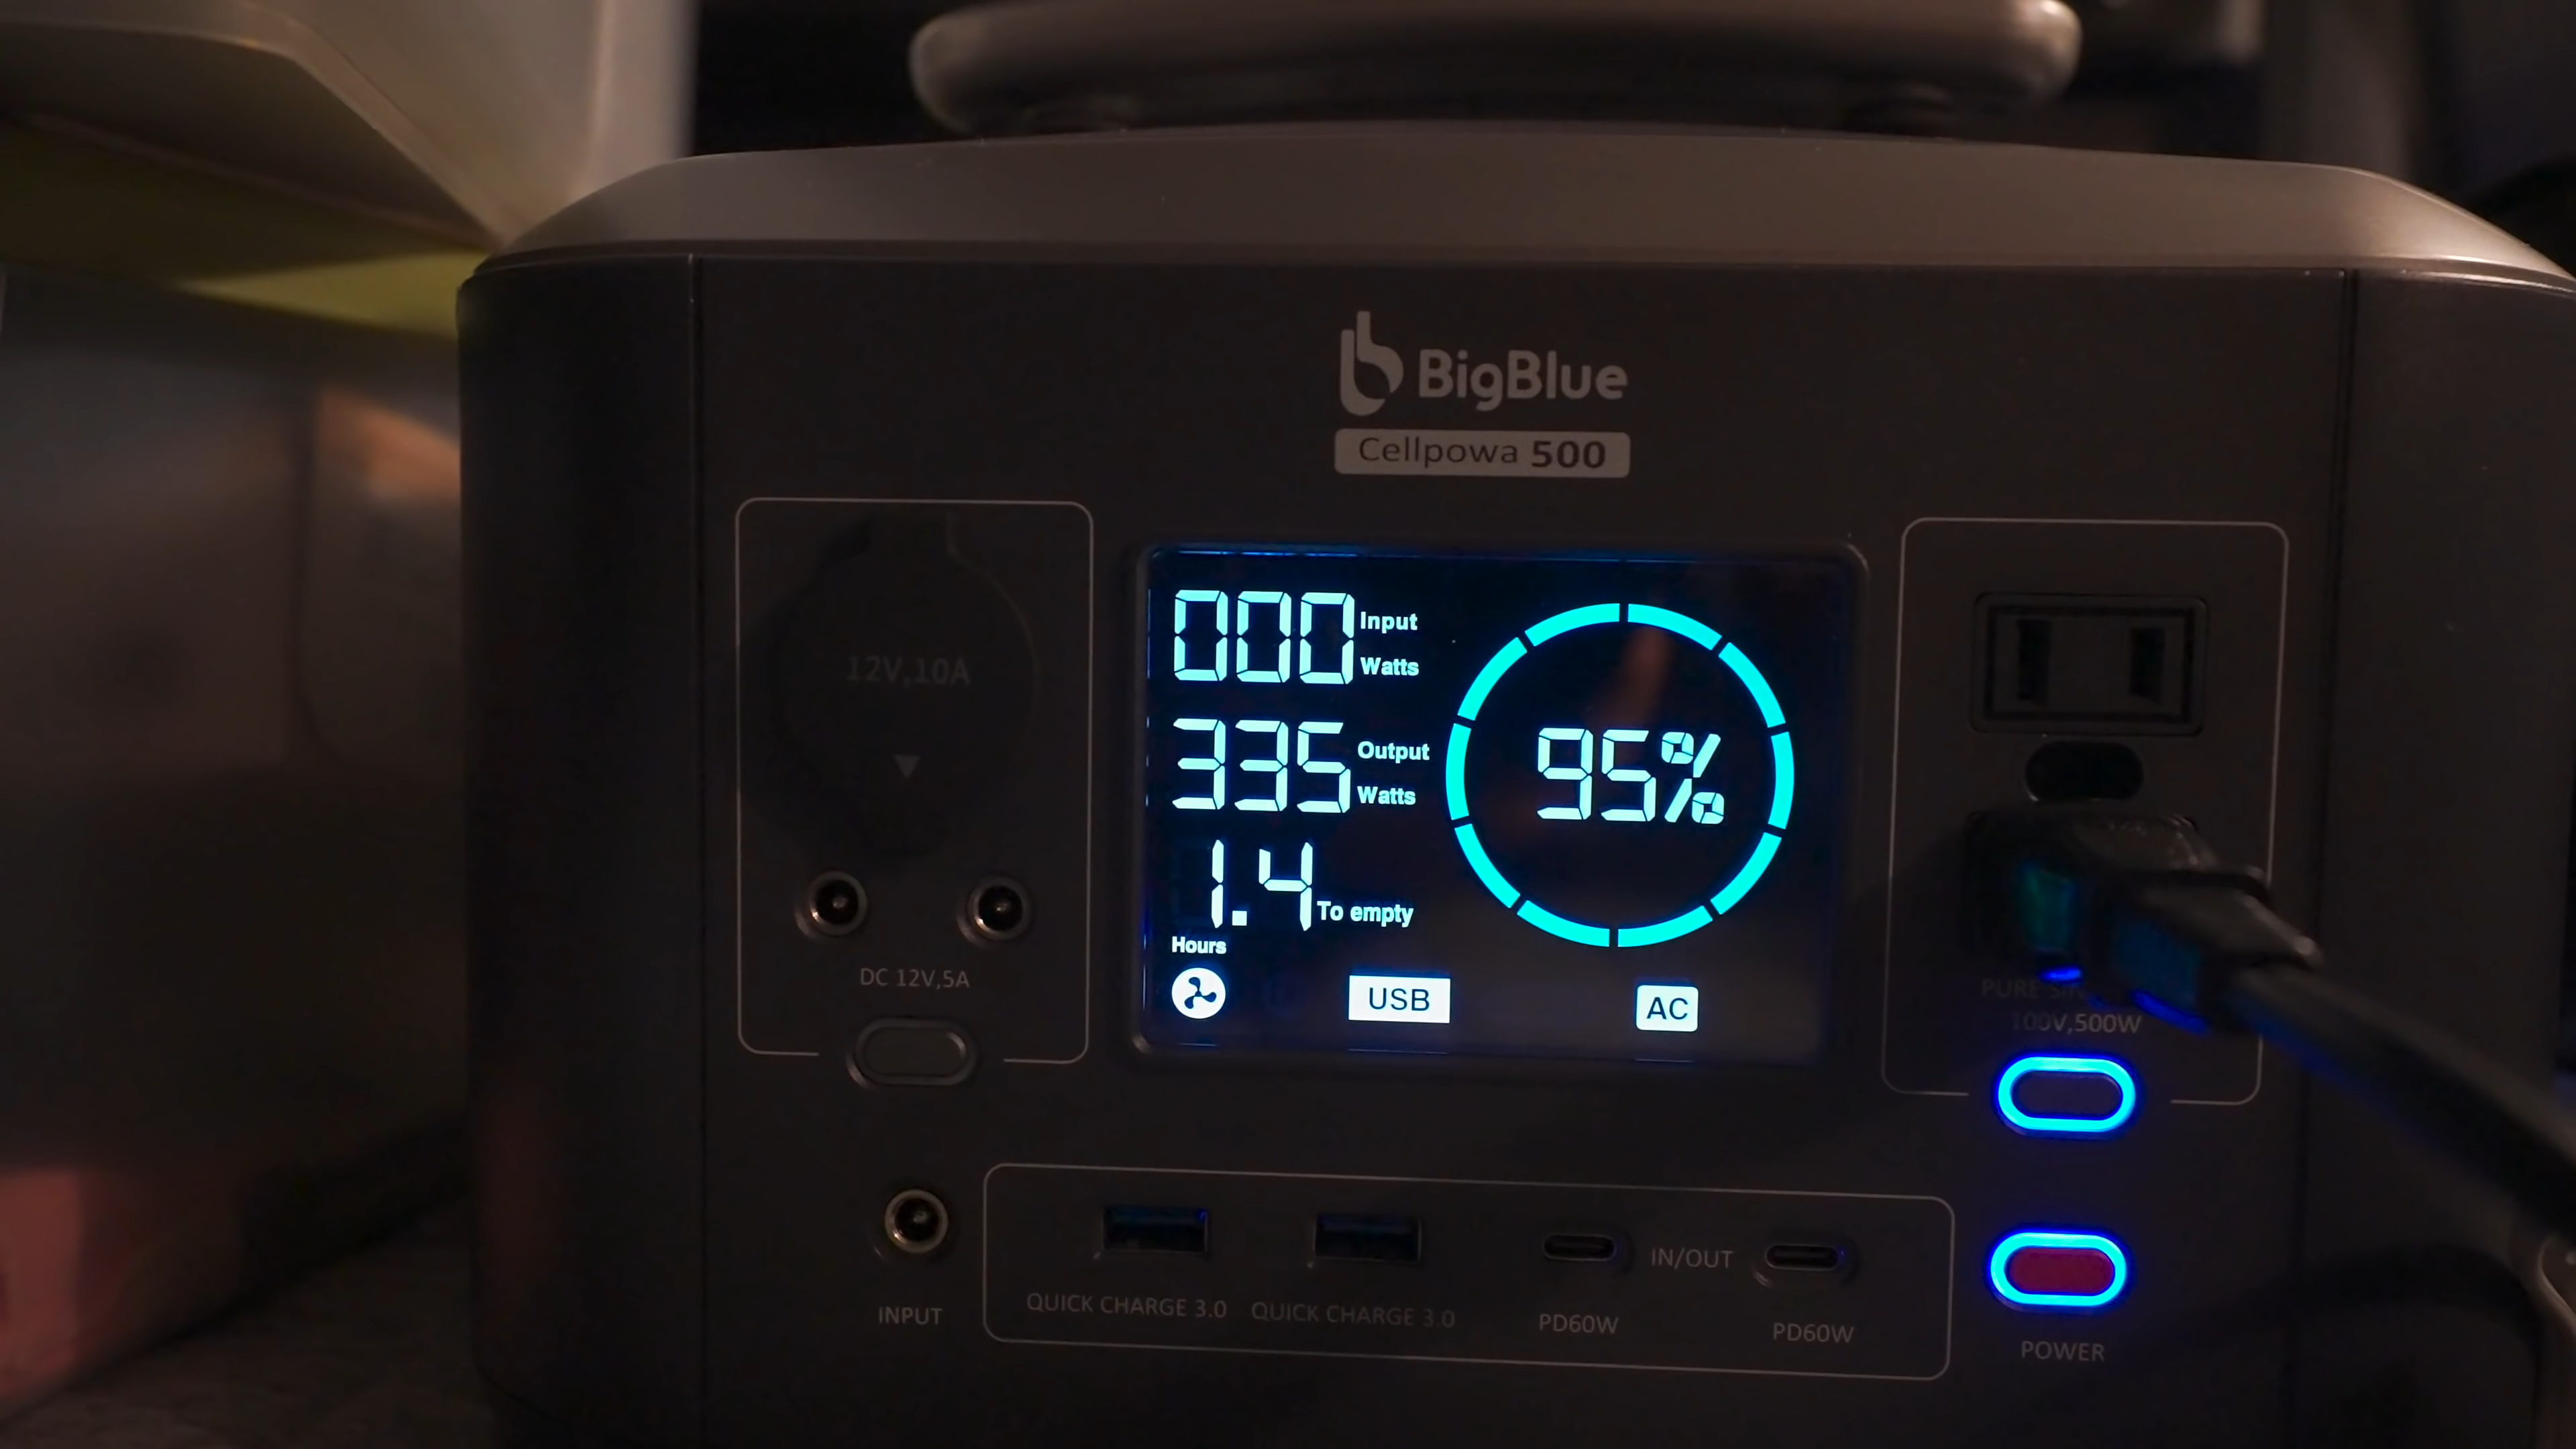 BigBlue
Cellpowa 500
12V,10A
DC 12V,5A
000 Input Watts
335 Output Watts
1.4 To empty
Hours
95%
USB
AC
PURE
100V,500W
INPUT
QUICK CHARGE 3.0
QUICK CHARGE 3.0
PD60W
IN/OUT
PD60W
POWER